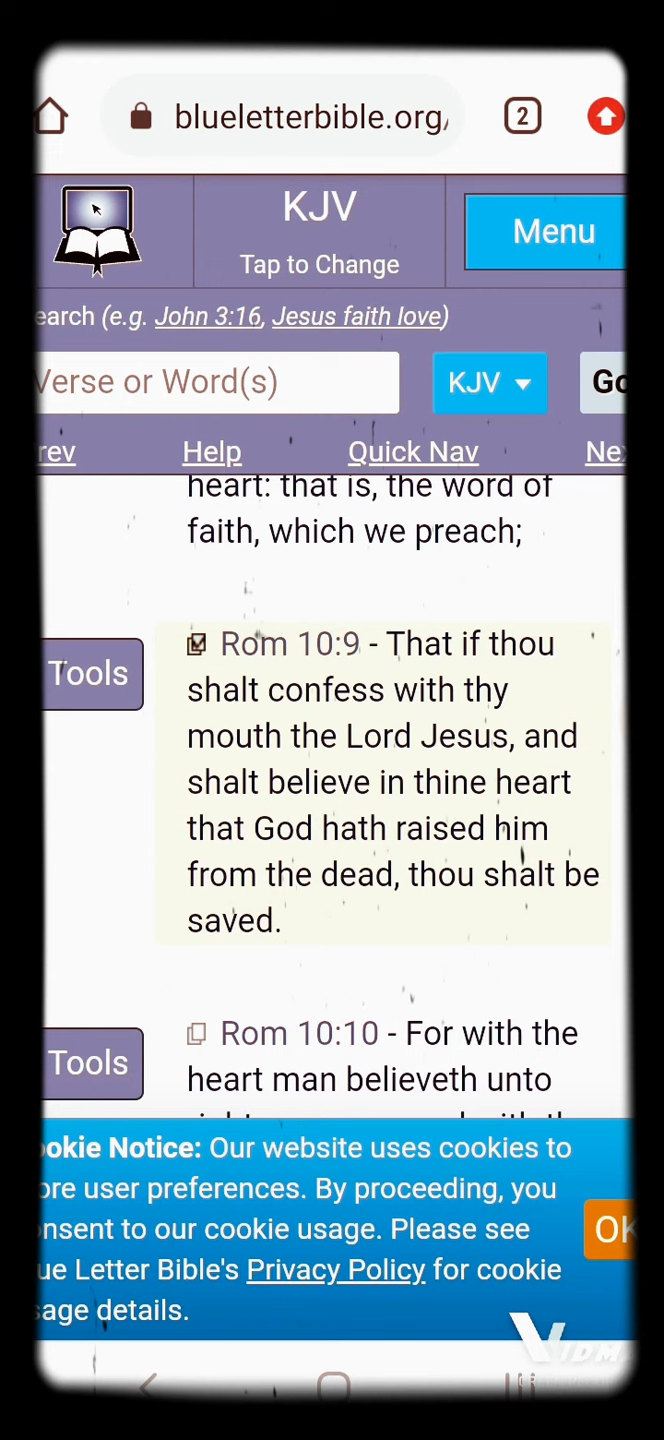 blueletterbible.org/
2
KJV
Tap to Change
Menu
earch (e.g. John 3:16, Jesus faith love)
Verse or Word(s)
KJV
Go
rev
Help
Quick Nav
Nex
heart: that is, the word of
faith, which we preach;
Tools
Rom 10:9 - That if thou
shalt confess with thy
mouth the Lord Jesus, and
shalt believe in thine heart
that God hath raised him
from the dead, thou shalt be
saved.
Tools
Rom 10:10 - For with the
heart man believeth unto
ookie Notice: Our website uses cookies to
ore user preferences. By proceeding, you
onsent to our cookie usage. Please see
ue Letter Bible's Privacy Policy for cookie
sage details.
OK
VIDM